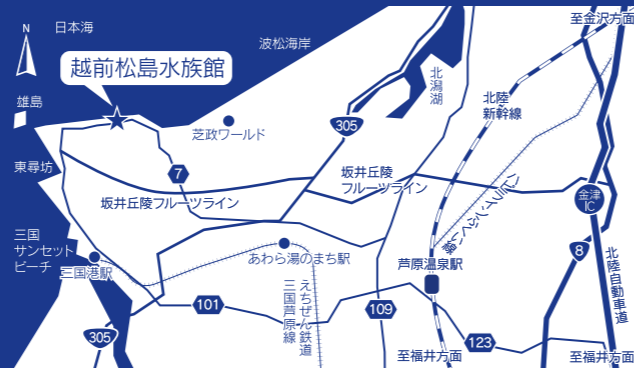 N
日本海
波松海岸
至金沢方面
越前松島水族館
雄島
芝政ワールド
北潟湖
北陸
新幹線
305
東尋坊
7
坂井丘陵
フルーツライン
坂井丘陵フルーツライン
ハピラインふくい線
金津
IC
三国
サンセット
ビーチ
三国港駅
あわら湯のまち駅
芦原温泉駅
8
北陸自動車道
101
えちぜん鉄道
三国芦原線
109
305
123
至福井方面
至福井方面